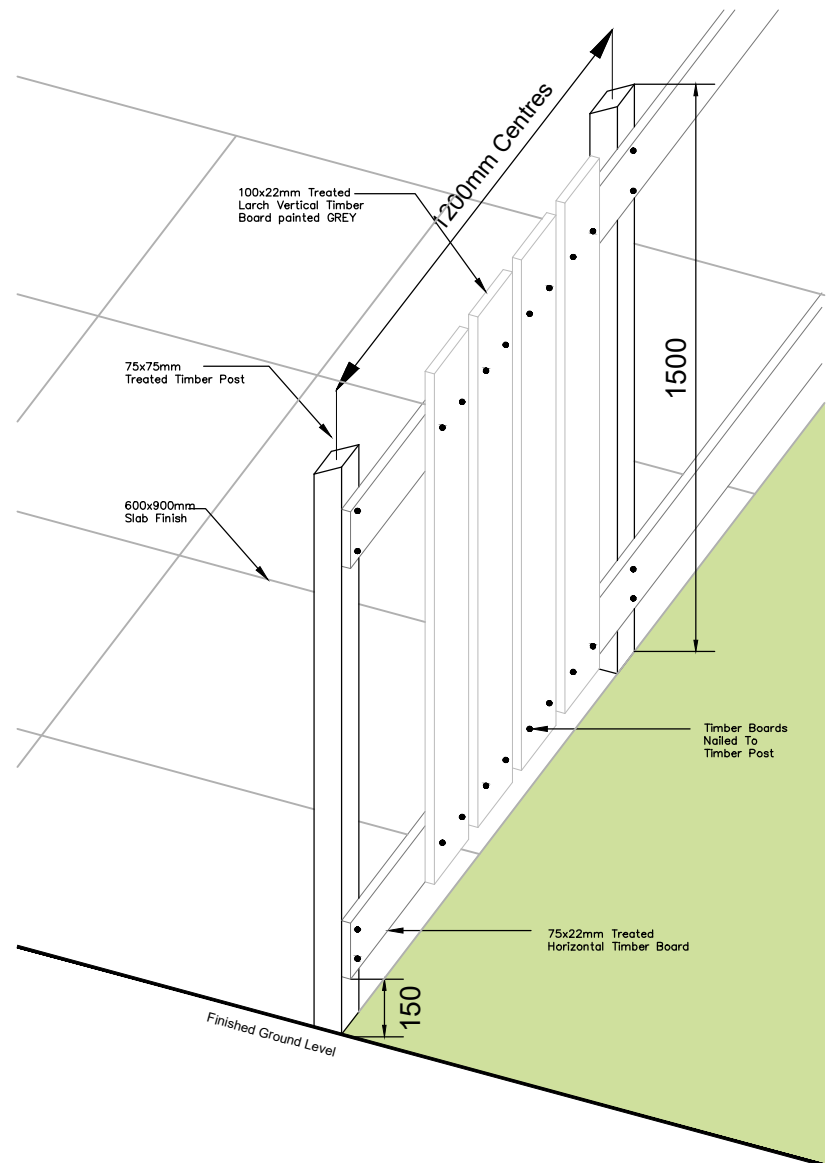 1200mm Centres
100x22mm Treated
Larch Vertical Timber
Board painted GREY
1500
75x75mm
Treated Timber Post
600x900mm
Slab Finish
Timber Boards
Nailed To
Timber Post
75x22mm Treated
Horizontal Timber Board
150
Finished Ground Level